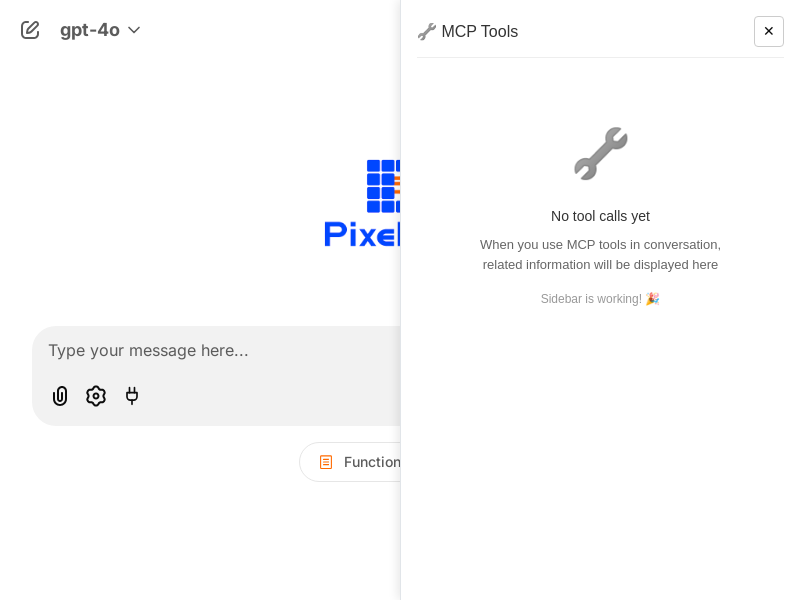 gpt-4o
MCP Tools
No tool calls yet
When you use MCP tools in conversation,
related information will be displayed here
Sidebar is working! 🎉
Type your message here...
Function